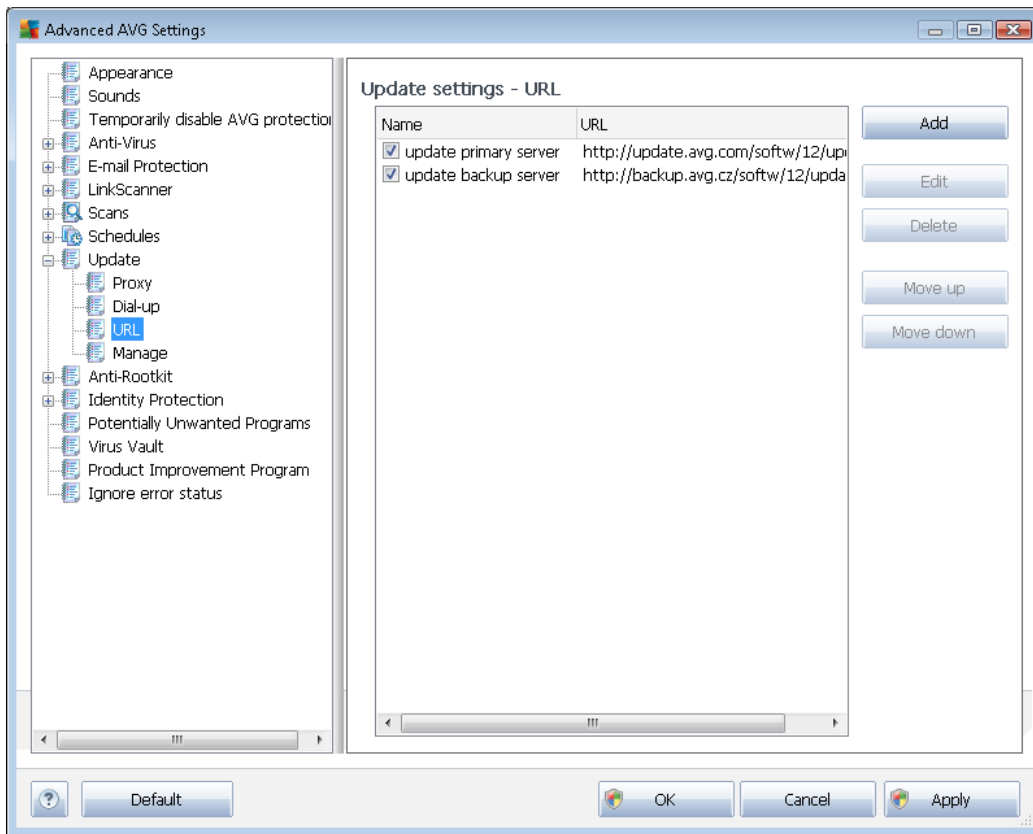 Advanced AVG Settings
Appearance
Sounds
Temporarily disable AVG protection
Anti-Virus
E-mail Protection
LinkScanner
Scans
Schedules
Update
Proxy
Dial-up
URL
Manage
Anti-Rootkit
Identity Protection
Potentially Unwanted Programs
Virus Vault
Product Improvement Program
Ignore error status
Update settings - URL
Name URL
update primary server http://update.avg.com/softw/12/up
update backup server http://backup.avg.cz/softw/12/upda
Add
Edit
Delete
Move up
Move down
?
Default
OK
Cancel
Apply